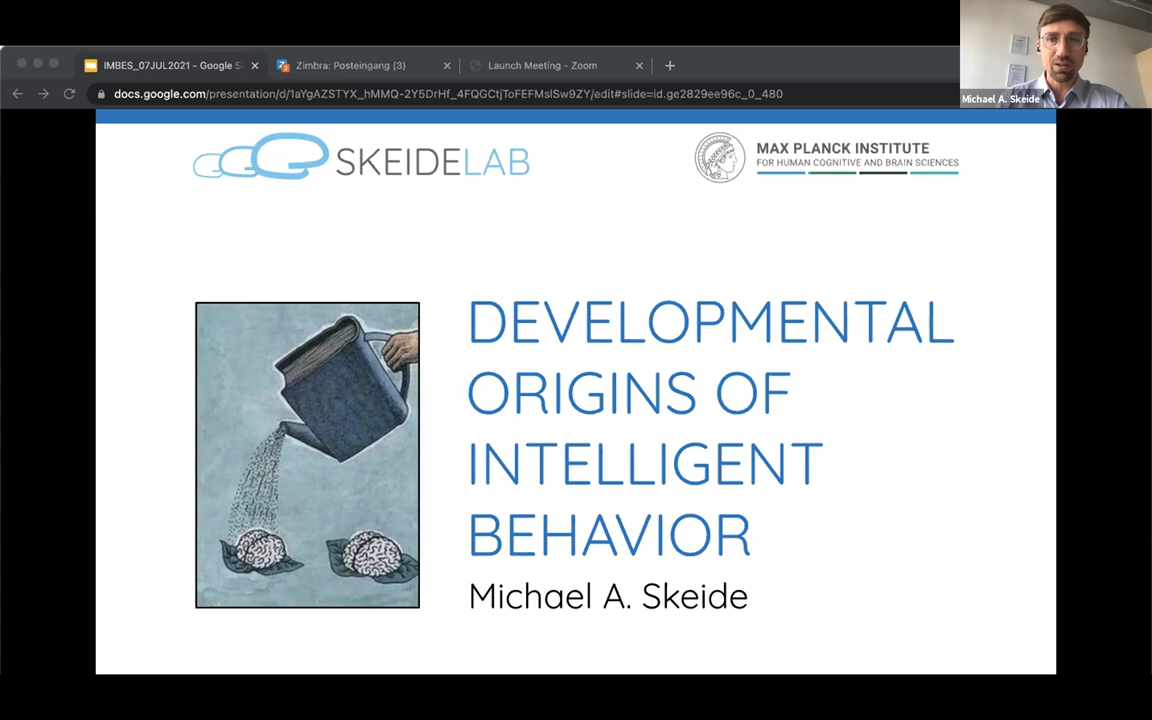 IMBES_07JUL2021 - Google S
Zimbra: Posteingang (3)
Launch Meeting - Zoom
docs.google.com/presentation/d/1aYgAZSTYX_hMMQ-2Y5DrHf_4FQGCtjToFEFMslSw9ZY/edit#slide=id.ge2829ee96c_0_480
Michael A. Skeide
SKEIDELAB
MAX PLANCK INSTITUTE
FOR HUMAN COGNITIVE AND BRAIN SCIENCES
DEVELOPMENTAL
ORIGINS OF
INTELLIGENT
BEHAVIOR
Michael A. Skeide